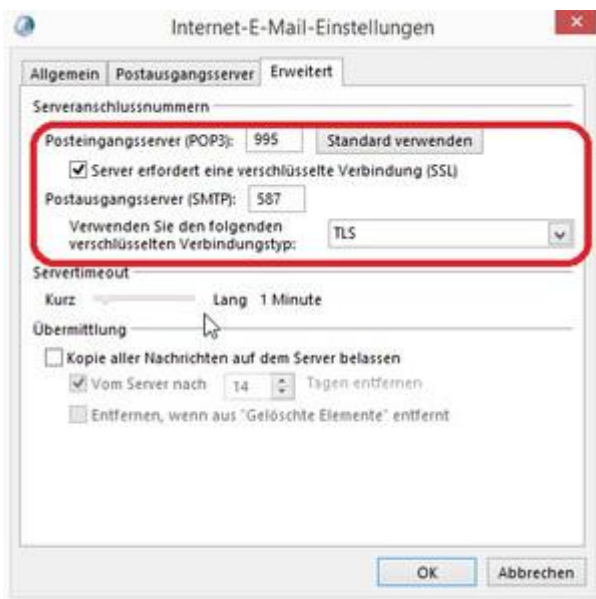 Internet-E-Mail-Einstellungen
Allgemein Postausgangsserver Erweitert
Serveranschlussnummern
Posteingangsserver (POP3): 995 Standard verwenden
Server erfordert eine verschlüsselte Verbindung (SSL)
Postausgangsserver (SMTP): 587
Verwenden Sie den folgenden
verschlüsselten Verbindungstyp: TLS
Servertimeout
Kurz Lang 1 Minute
Übermittlung
Kopie aller Nachrichten auf dem Server belassen
Vom Server nach 14 Tagen entfernen
Entfernen, wenn aus "Gelöschte Elemente" entfernt
OK Abbrechen